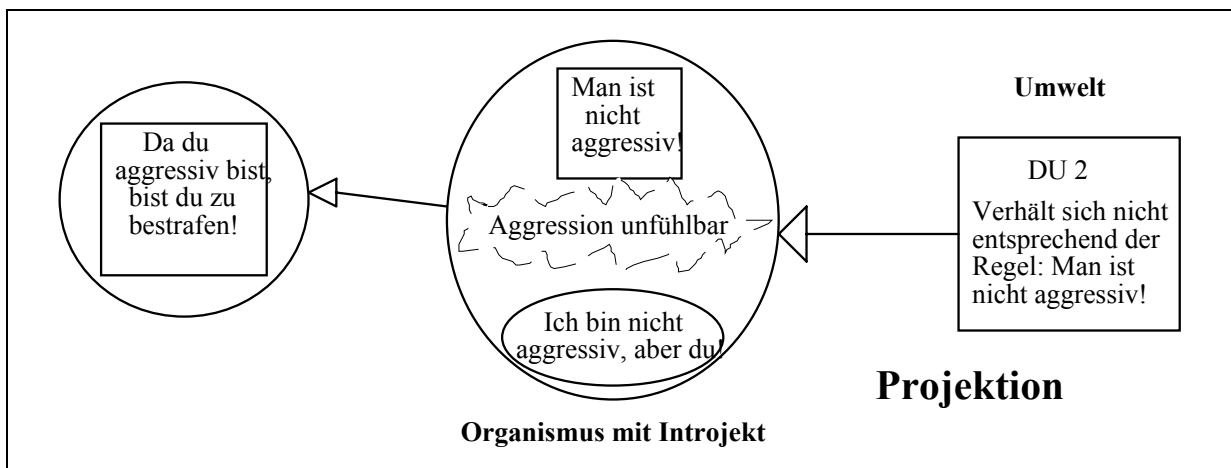 Da du
aggressiv bist,
bist du zu
bestrafen!
Man ist
nicht
aggressiv!
Aggression unfühlbar
Ich bin nicht
aggressiv, aber du!
Organismus mit Introjekt
Umwelt
DU 2
Verhält sich nicht
entsprechend der
Regel: Man ist
nicht aggressiv!
Projektion